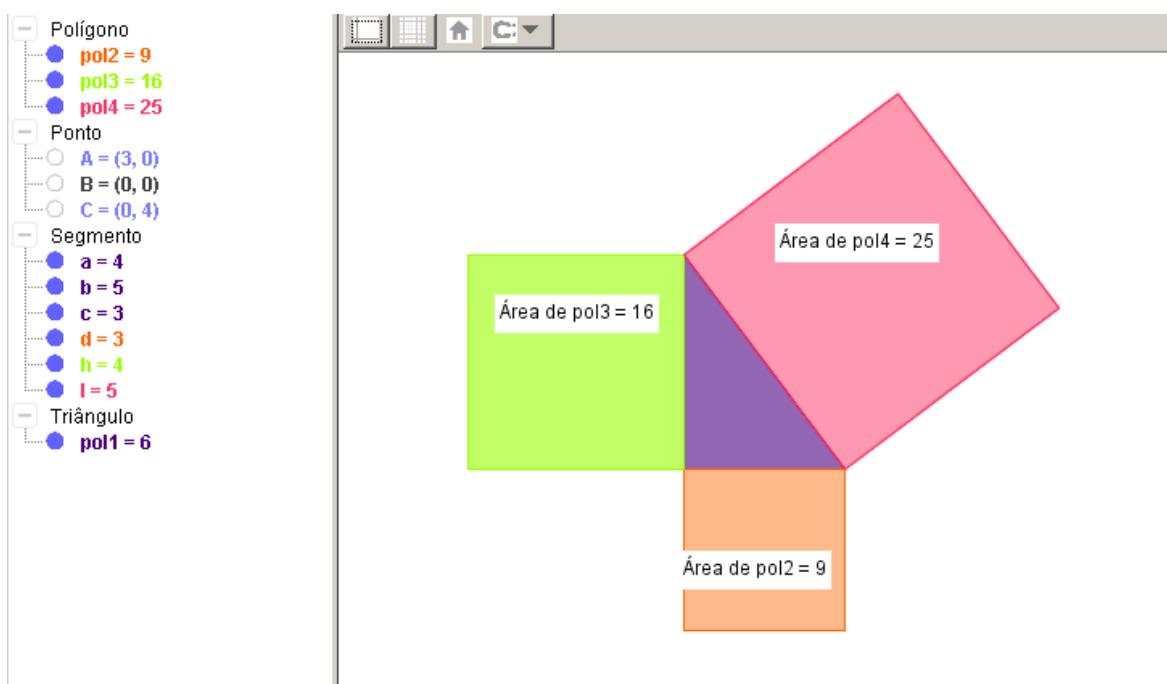 Polígono
pol2 = 9
pol3 = 16
pol4 = 25
Ponto
A = (3, 0)
B = (0, 0)
C = (0, 4)
Segmento
a = 4
b = 5
c = 3
d = 3
h = 4
l = 5
Triângulo
pol1 = 6
Área de pol4 = 25
Área de pol3 = 16
Área de pol2 = 9